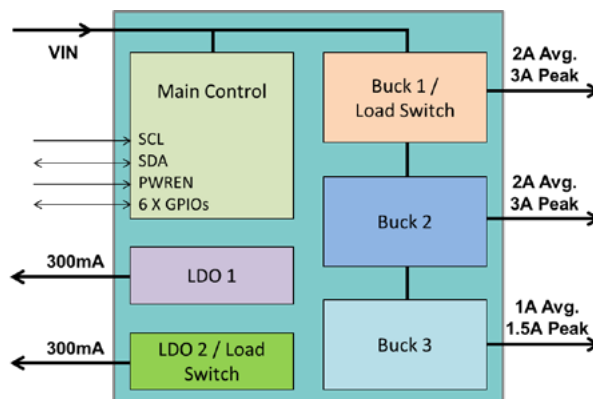 VIN
Main Control
SCL
SDA
PWREN
6 X GPIOs
Buck 1 /
Load Switch
2A Avg.
3A Peak
Buck 2
2A Avg.
3A Peak
300mA
LDO 1
Buck 3
1A Avg.
1.5A Peak
300mA
LDO 2 / Load
Switch